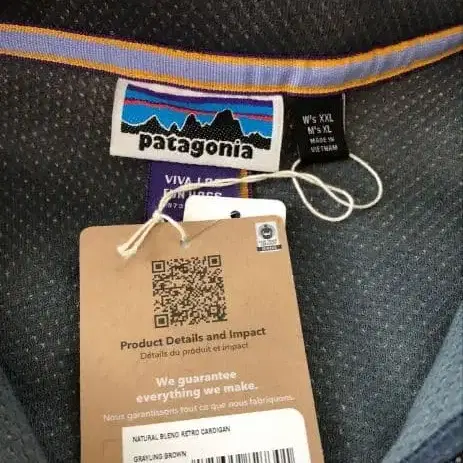 patagonia
W's XXL
M's XL
MADE IN
VIETNAM
VIVA
Product Details and Impact
Détails du produit et impact
We guarantee
everything we make.
Nous garantissons tout ce que nous fabriquons.
NATURAL BLEND RETRO CARDIGAN
GRAYLING BROWN